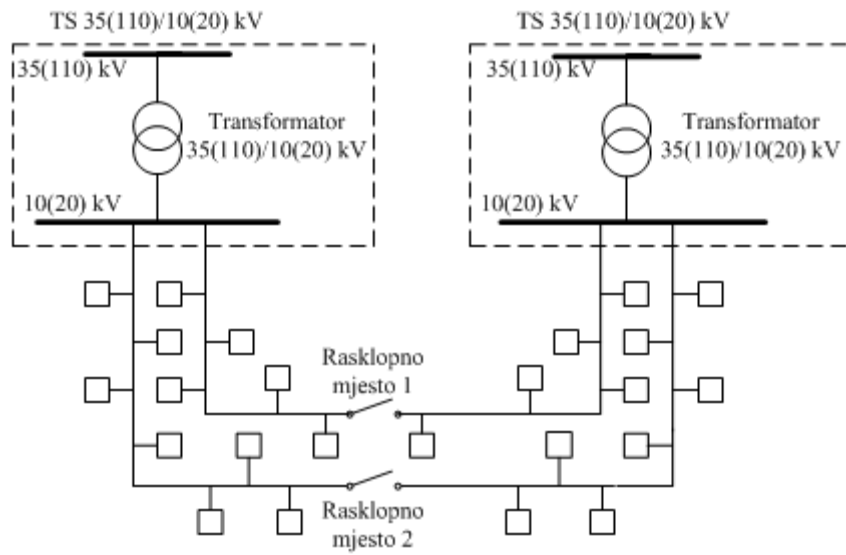 TS 35(110)/10(20) kV
35(110) kV
Transformator
35(110)/10(20) kV
10(20) kV
TS 35(110)/10(20) kV
35(110) kV
Transformator
35(110)/10(20) kV
10(20) kV
Rasklopno
mjesto 1
Rasklopno
mjesto 2